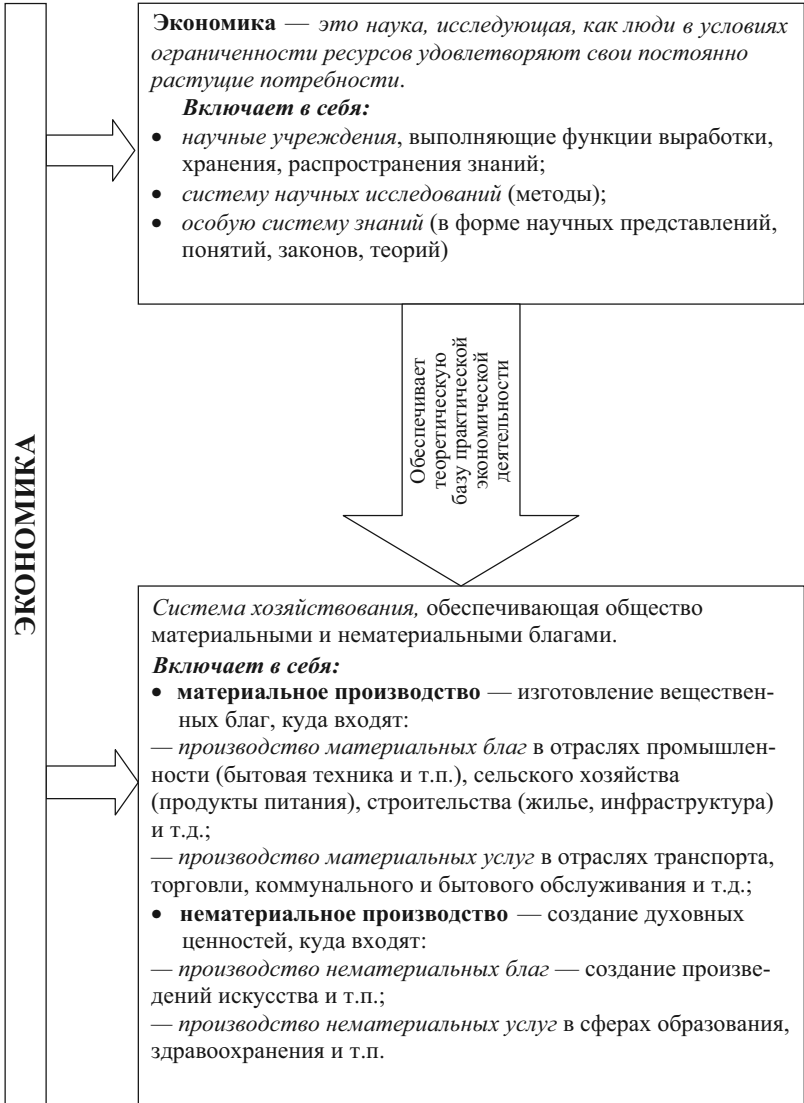 ЭКОНОМИКА
Экономика — это наука, исследующая, как люди в условиях
ограниченности ресурсов удовлетворяют свои постоянно
растущие потребности.
Включает в себя:
• научные учреждения, выполняющие функции выработки,
хранения, распространения знаний;
• систему научных исследований (методы);
• особую систему знаний (в форме научных представлений,
понятий, законов, теорий)
Обеспечивает
теоретическую
базу практической
экономической
деятельности
Система хозяйствования, обеспечивающая общество
материальными и нематериальными благами.
Включает в себя:
• материальное производство — изготовление веществен-
ных благ, куда входят:
— производство материальных благ в отраслях промышлен-
ности (бытовая техника и т.п.), сельского хозяйства
(продукты питания), строительства (жилье, инфраструктура)
и т.д.;
— производство материальных услуг в отраслях транспорта,
торговли, коммунального и бытового обслуживания и т.д.;
• нематериальное производство — создание духовных
ценностей, куда входят:
— производство нематериальных благ — создание произве-
дений искусства и т.п.;
— производство нематериальных услуг в сферах образования,
здравоохранения и т.п.